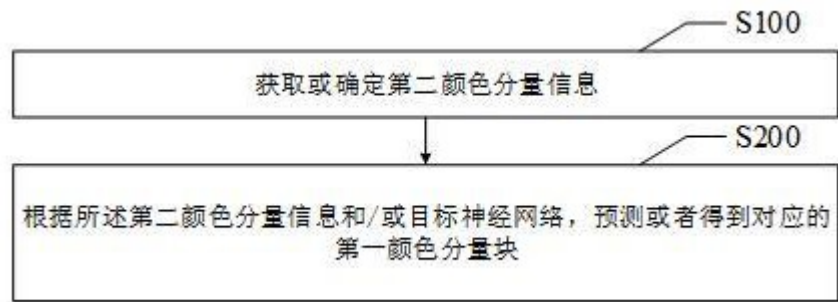 S100
获取或确定第二颜色分量信息
S200
根据所述第二颜色分量信息和/或目标神经网络，预测或者得到对应的
第一颜色分量块